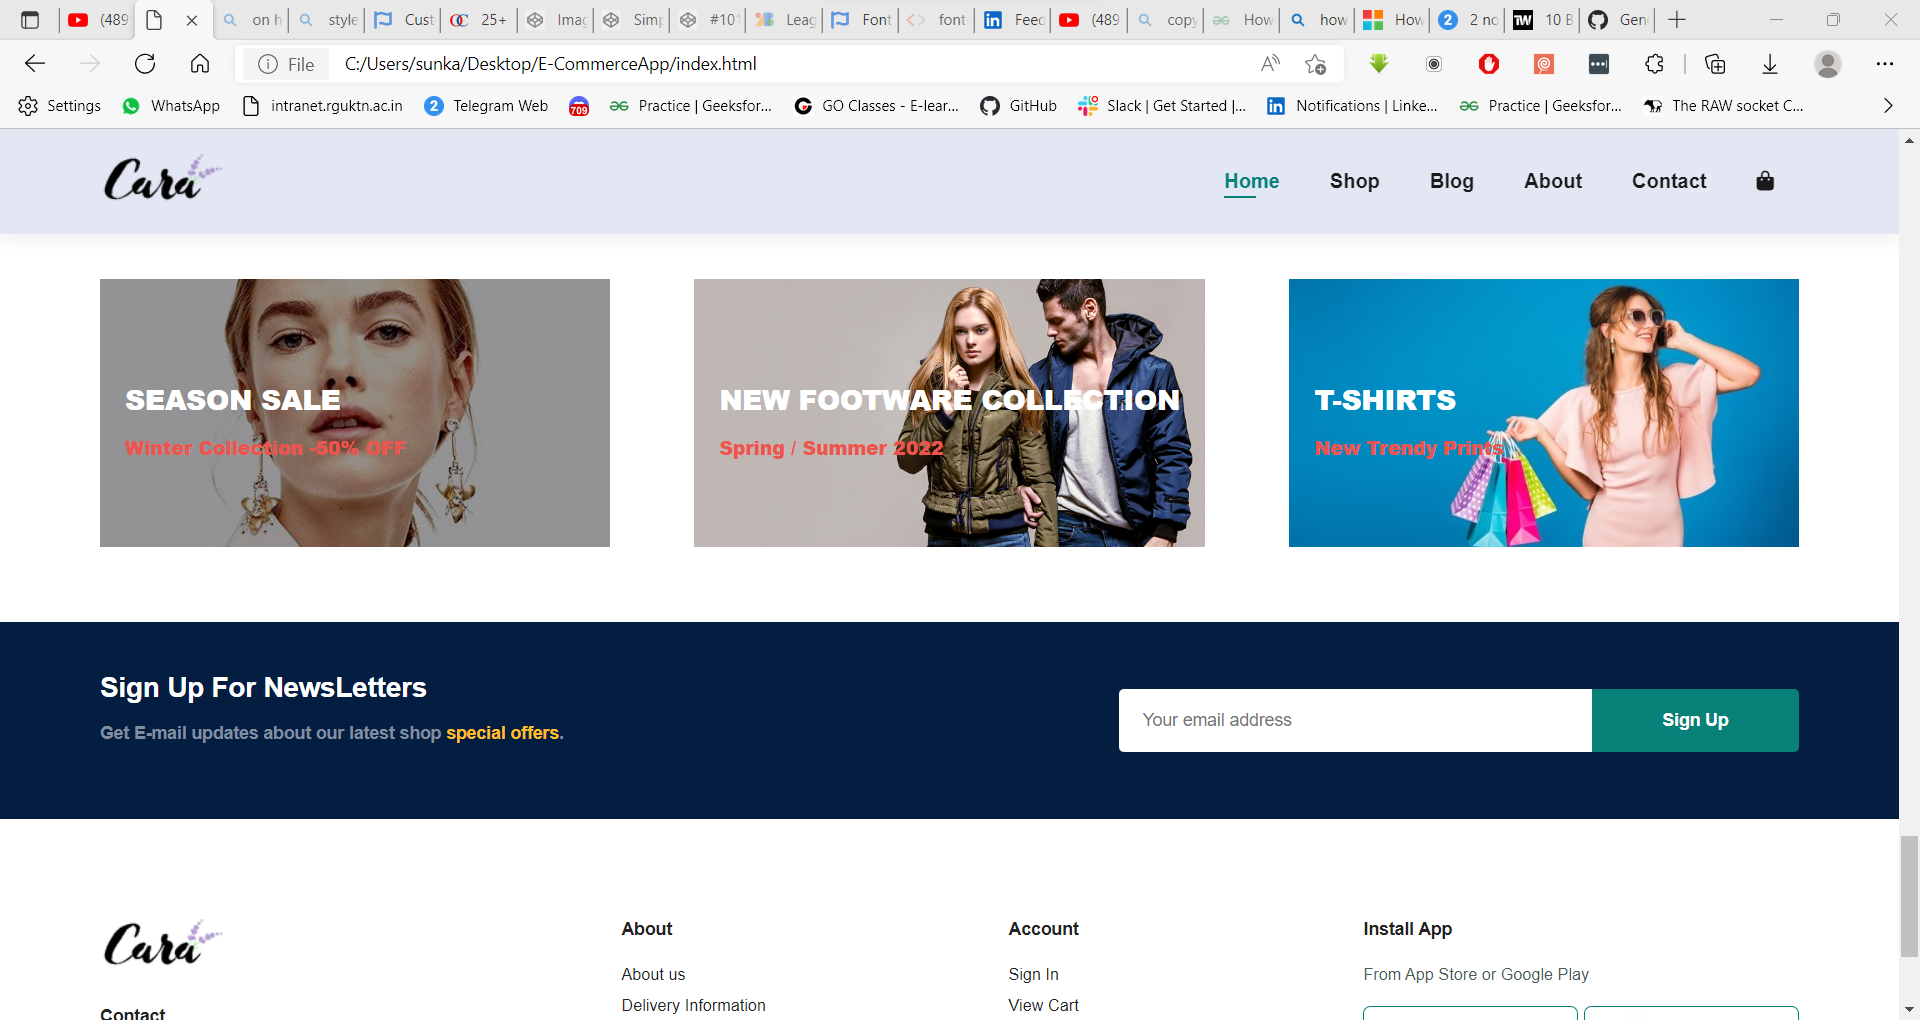 (489
on h
style
Cust
25+
Imag
Simp
#101
Leag
Font
font
Feed
(489
copy
How
how
How
2 no
10 B
Gen
File C:/Users/sunka/Desktop/E-CommerceApp/index.html
Settings WhatsApp intranet.rguktn.ac.in 2 Telegram Web 709 Practice | Geeksfor... GO Classes - E-lear... GitHub Slack | Get Started |... Notifications | Linke... Practice | Geeksfor... The RAW socket C...
Cara Home Shop Blog About Contact
SEASON SALE
Winter Collection -50% OFF
NEW FOOTWARE COLLECTION
Spring / Summer 2022
T-SHIRTS
New Trendy Prints
Sign Up For NewsLetters
Get E-mail updates about our latest shop special offers.
Your email address Sign Up
Cara
Contact
About
About us
Delivery Information
Account
Sign In
View Cart
Install App
From App Store or Google Play